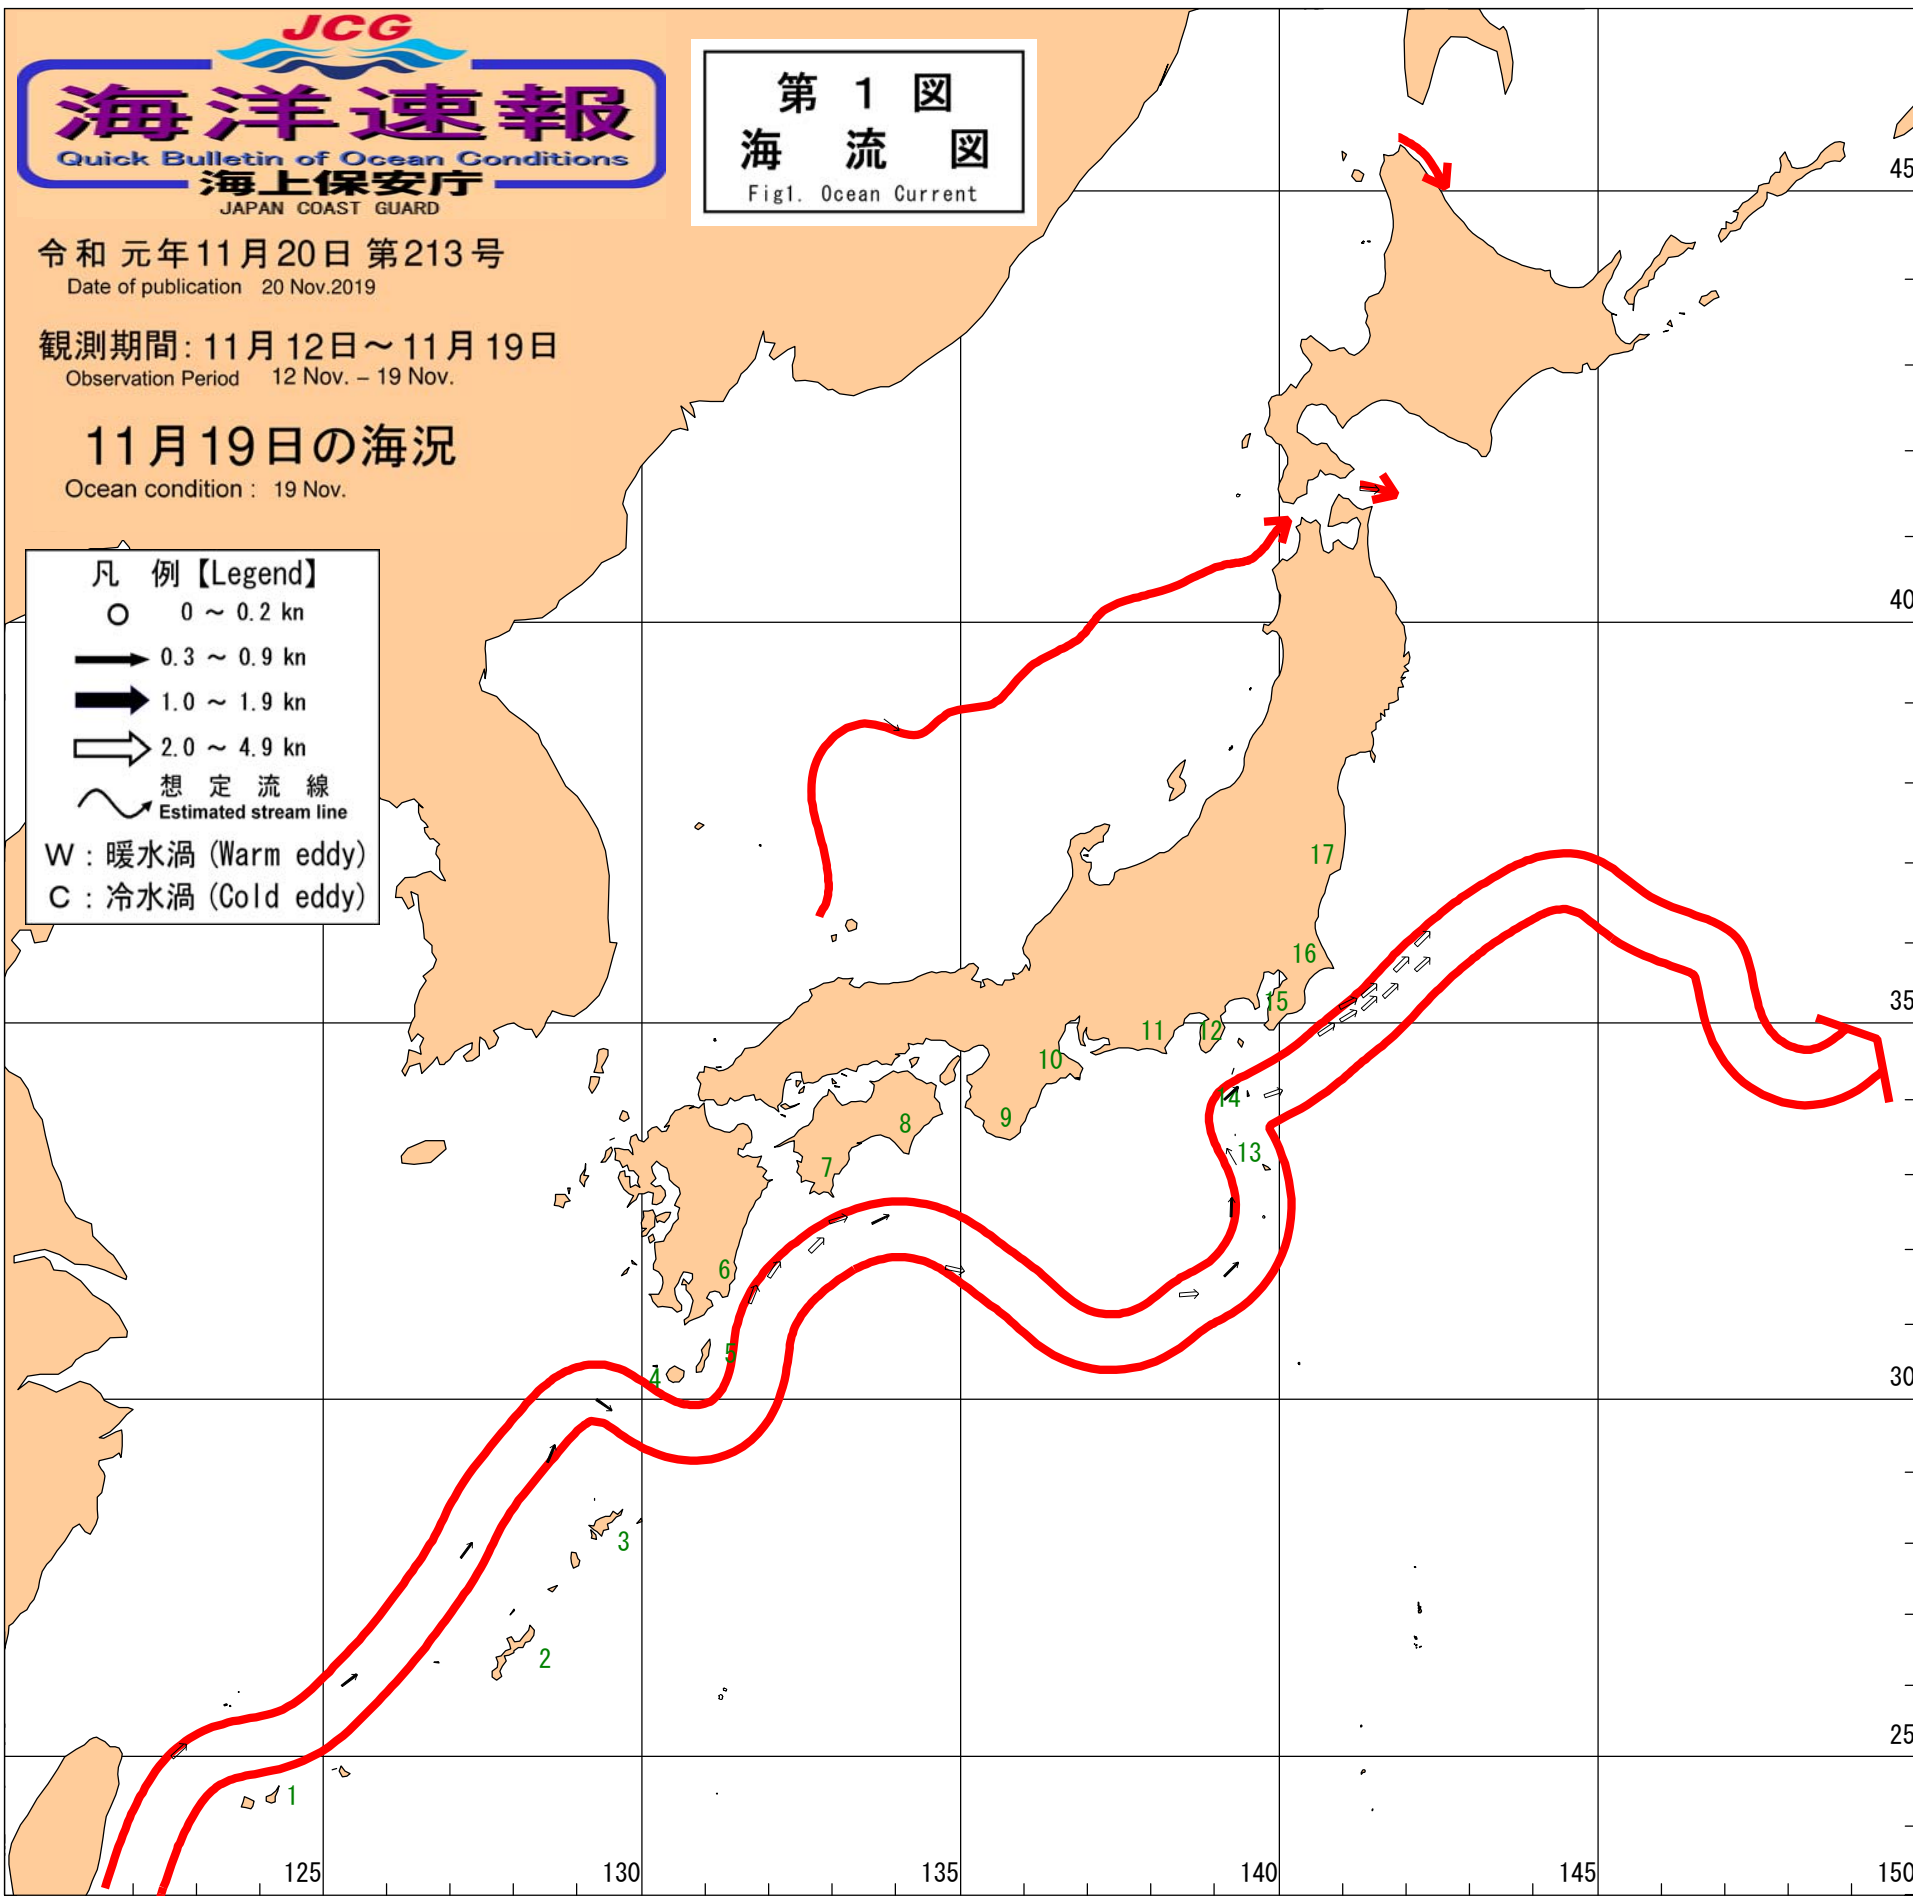 JCG
海洋速報
Quick Bulletin of Ocean Conditions
海上保安庁
JAPAN COAST GUARD
第 1 図
海 流 図
Fig1. Ocean Current
令和 元年11月20日 第213号
Date of publication 20 Nov.2019
観測期間: 11月12日～11月19日
Observation Period 12 Nov. – 19 Nov.
11月19日の海況
Ocean condition : 19 Nov.
凡 例【Legend】
0 ～ 0.2 kn
0.3 ～ 0.9 kn
1.0 ～ 1.9 kn
2.0 ～ 4.9 kn
想 定 流 線
Estimated stream line
W : 暖水渦 (Warm eddy)
C : 冷水渦 (Cold eddy)
45
40
35
30
25
17
16
15
12
11
10
14
9
8
13
7
6
5
4
3
2
1
125
130
135
140
145
150